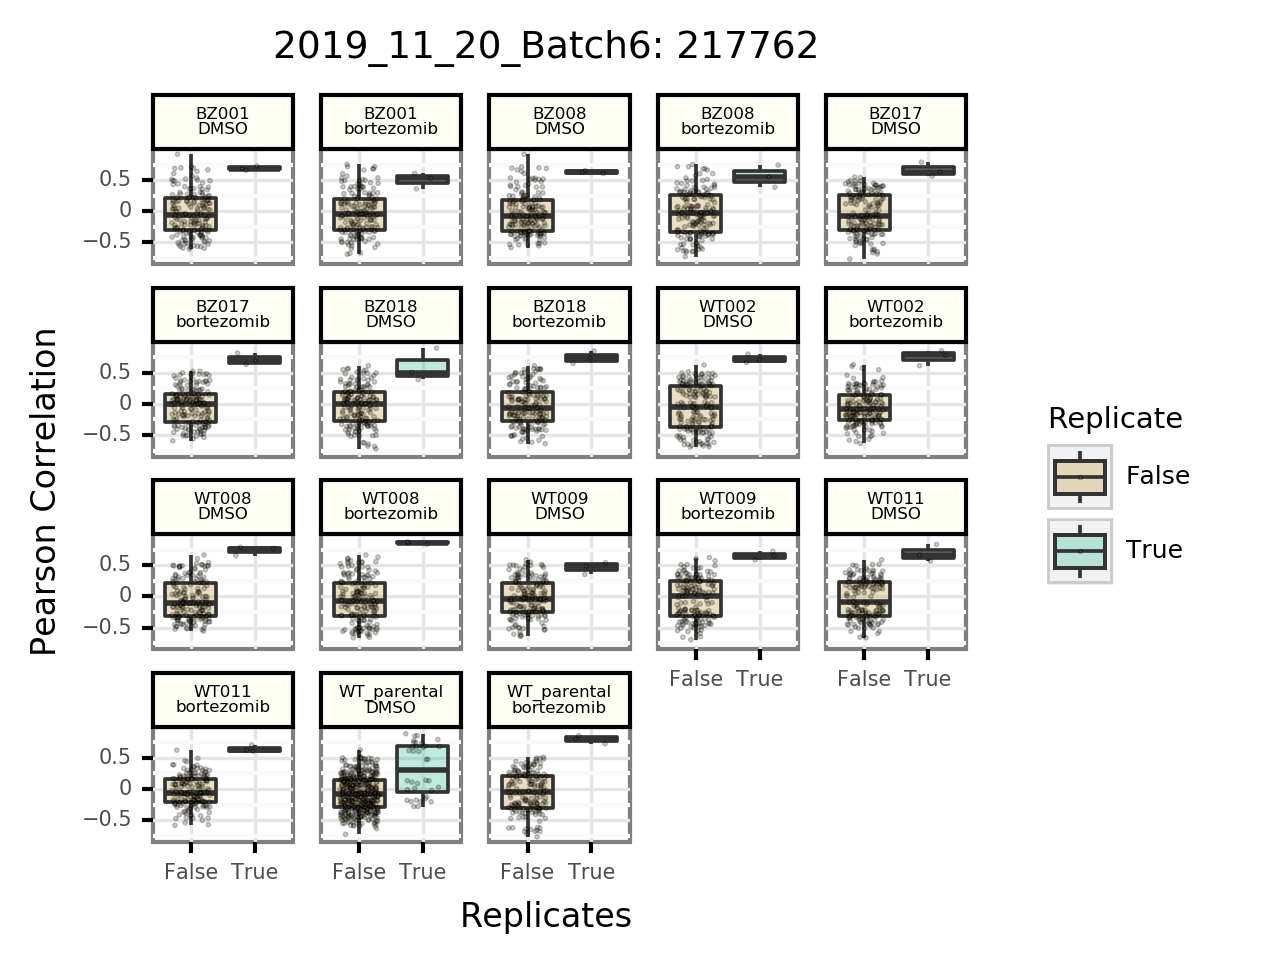 2019_11_20_Batch6: 217762
BZ001
DMSO
BZ001
bortezomib
BZ008
DMSO
BZ008
bortezomib
BZ017
DMSO
0.5
0
−0.5
BZ017
bortezomib
BZ018
DMSO
BZ018
bortezomib
WT002
DMSO
WT002
bortezomib
0.5
0
−0.5
WT008
DMSO
WT008
bortezomib
WT009
DMSO
WT009
bortezomib
WT011
DMSO
0.5
0
−0.5
False True
False True
WT011
bortezomib
WT_parental
DMSO
WT_parental
bortezomib
0.5
0
−0.5
False True
False True
False True
Replicates
Pearson Correlation
Replicate
False
True